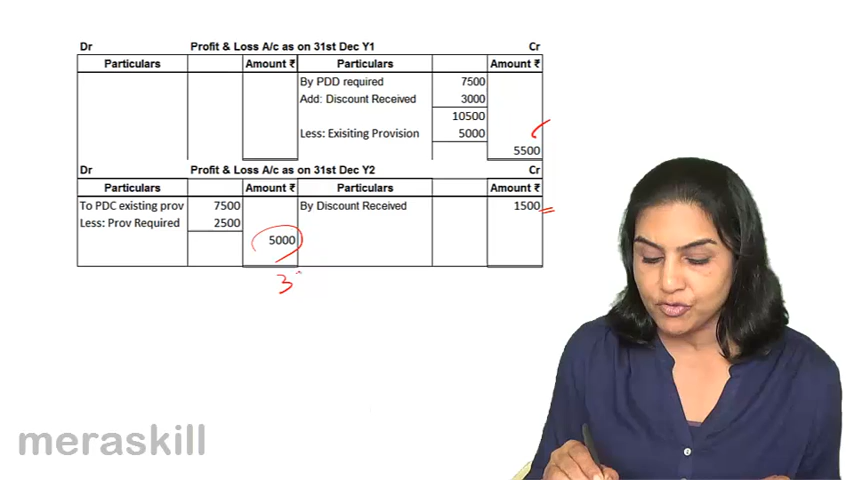 Dr Profit & Loss A/c as on 31st Dec Y1 Cr
Particulars Amount ₹ Particulars Amount ₹
By PDD required 7500
Add: Discount Received 3000
10500
Less: Exisiting Provision 5000
5500
Dr Profit & Loss A/c as on 31st Dec Y2 Cr
Particulars Amount ₹ Particulars Amount ₹
To PDC existing prov 7500 By Discount Received 1500
Less: Prov Required 2500
5000
3
meraskill